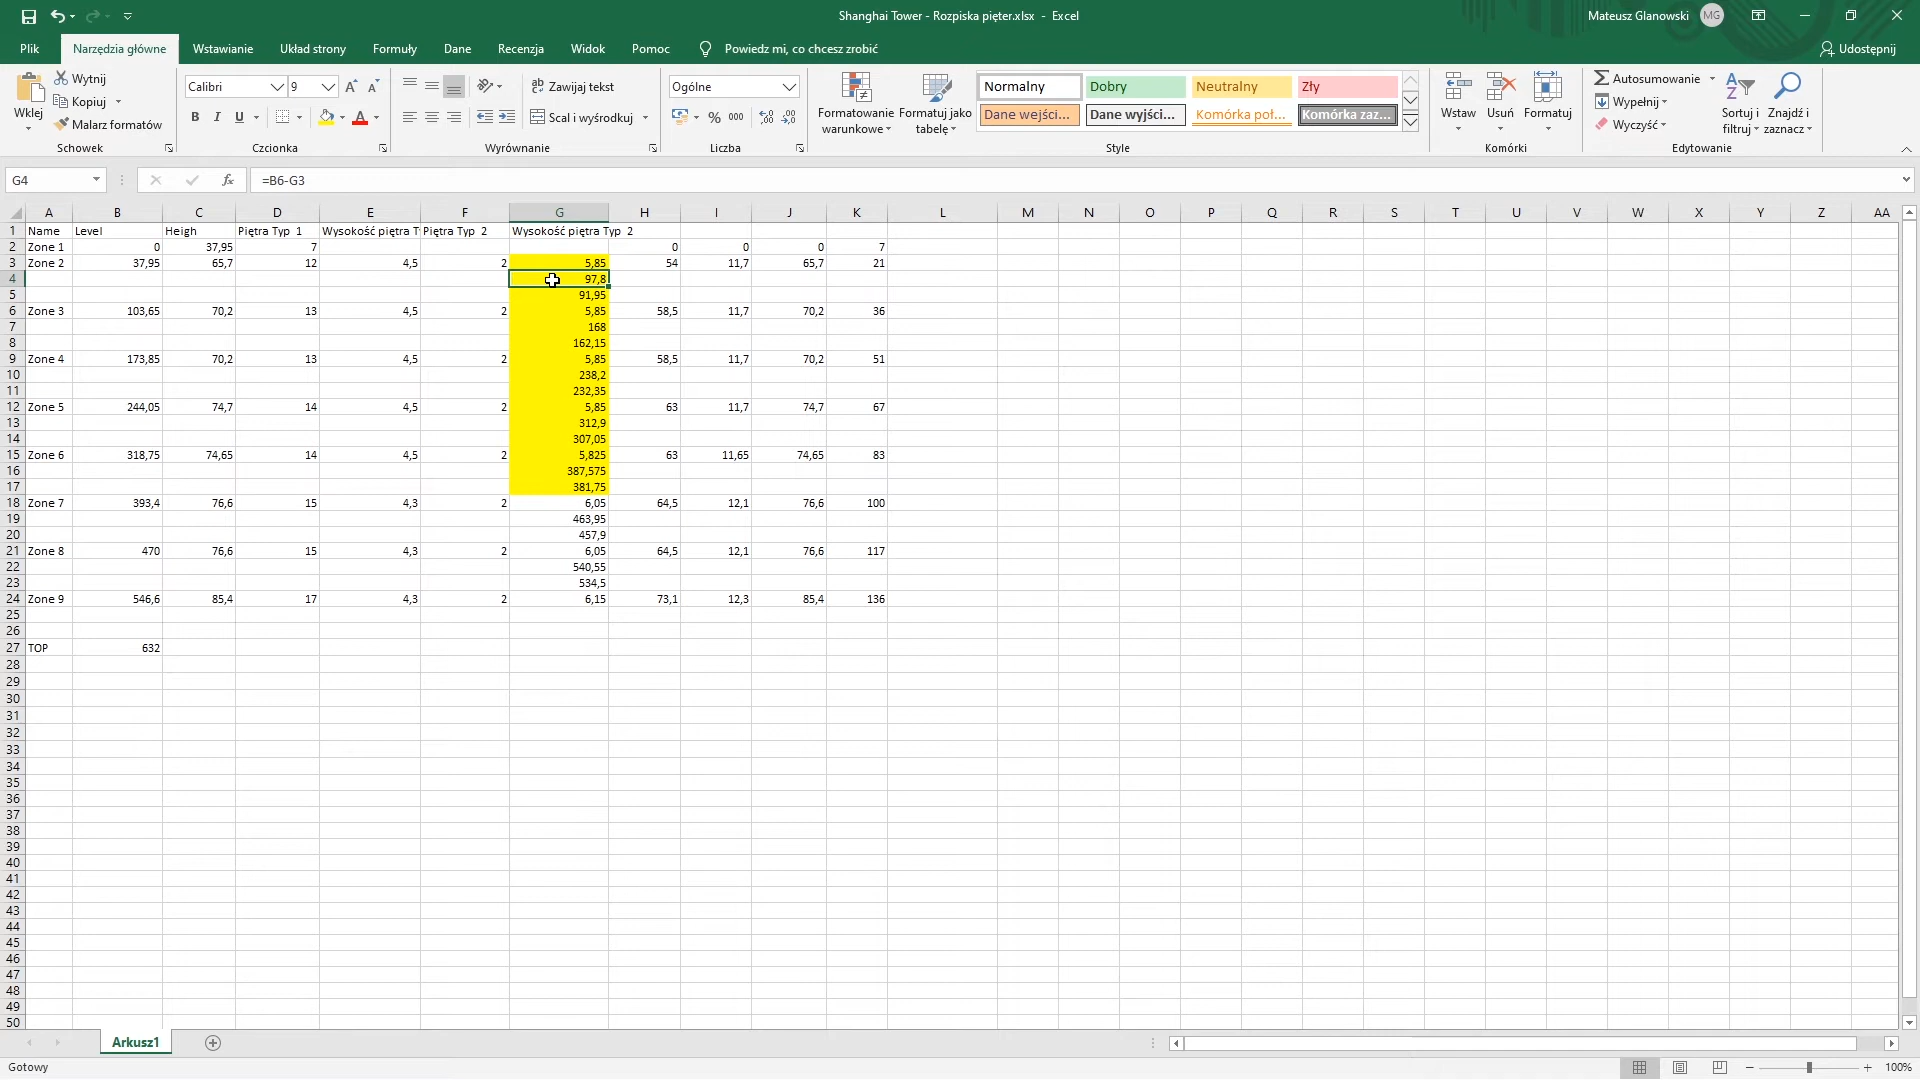 Shanghai Tower - Rozpiska pięter.xlsx - Excel
Mateusz Glanowski MG
Plik Narzędzia główne Wstawianie Układ strony Formuły Dane Recenzja Widok Pomoc Powiedz mi, co chcesz zrobić Udostępnij
Wklej
Wytnij
Kopiuj
Malarz formatów
Schowek
Calibri 9
B I U
Czcionka
Zawijaj tekst
Scal i wyśrodkuj
Wyrównanie
Ogólne
% 000
Liczba
Formatowanie warunkowe
Formatuj jako tabelę
Normalny Dobry Neutralny Zły
Dane wejści... Dane wyjści... Komórka poł... Komórka zaz...
Style
Wstaw Usuń Formatuj
Komórki
Autosumowanie
Wypełnij
Wyczyść
Sortuj i filtruj
Znajdź i zaznacz
Edytowanie
G4 fx =B6-G3
A B C D E F G H I J K L M N O P Q R S T U V W X Y Z AA
1 Name Level Heigh Piętra Typ 1 Wysokość piętra T Piętra Typ 2 Wysokość piętra Typ 2
2 Zone 1 0 37,95 7 0 0 0 7
3 Zone 2 37,95 65,7 12 4,5 2 5,85 54 11,7 65,7 21
4 97,8
5 91,95
6 Zone 3 103,65 70,2 13 4,5 2 5,85 58,5 11,7 70,2 36
7 168
8 162,15
9 Zone 4 173,85 70,2 13 4,5 2 5,85 58,5 11,7 70,2 51
10 238,2
11 232,35
12 Zone 5 244,05 74,7 14 4,5 2 5,85 63 11,7 74,7 67
13 312,9
14 307,05
15 Zone 6 318,75 74,65 14 4,5 2 5,825 63 11,65 74,65 83
16 387,575
17 381,75
18 Zone 7 393,4 76,6 15 4,3 2 6,05 64,5 12,1 76,6 100
19 463,95
20 457,9
21 Zone 8 470 76,6 15 4,3 2 6,05 64,5 12,1 76,6 117
22 540,55
23 534,5
24 Zone 9 546,6 85,4 17 4,3 2 6,15 73,1 12,3 85,4 136
25
26
27 TOP 632
28
29
30
31
32
33
34
35
36
37
38
39
40
41
42
43
44
45
46
47
48
49
50
Arkusz1
Gotowy
100%